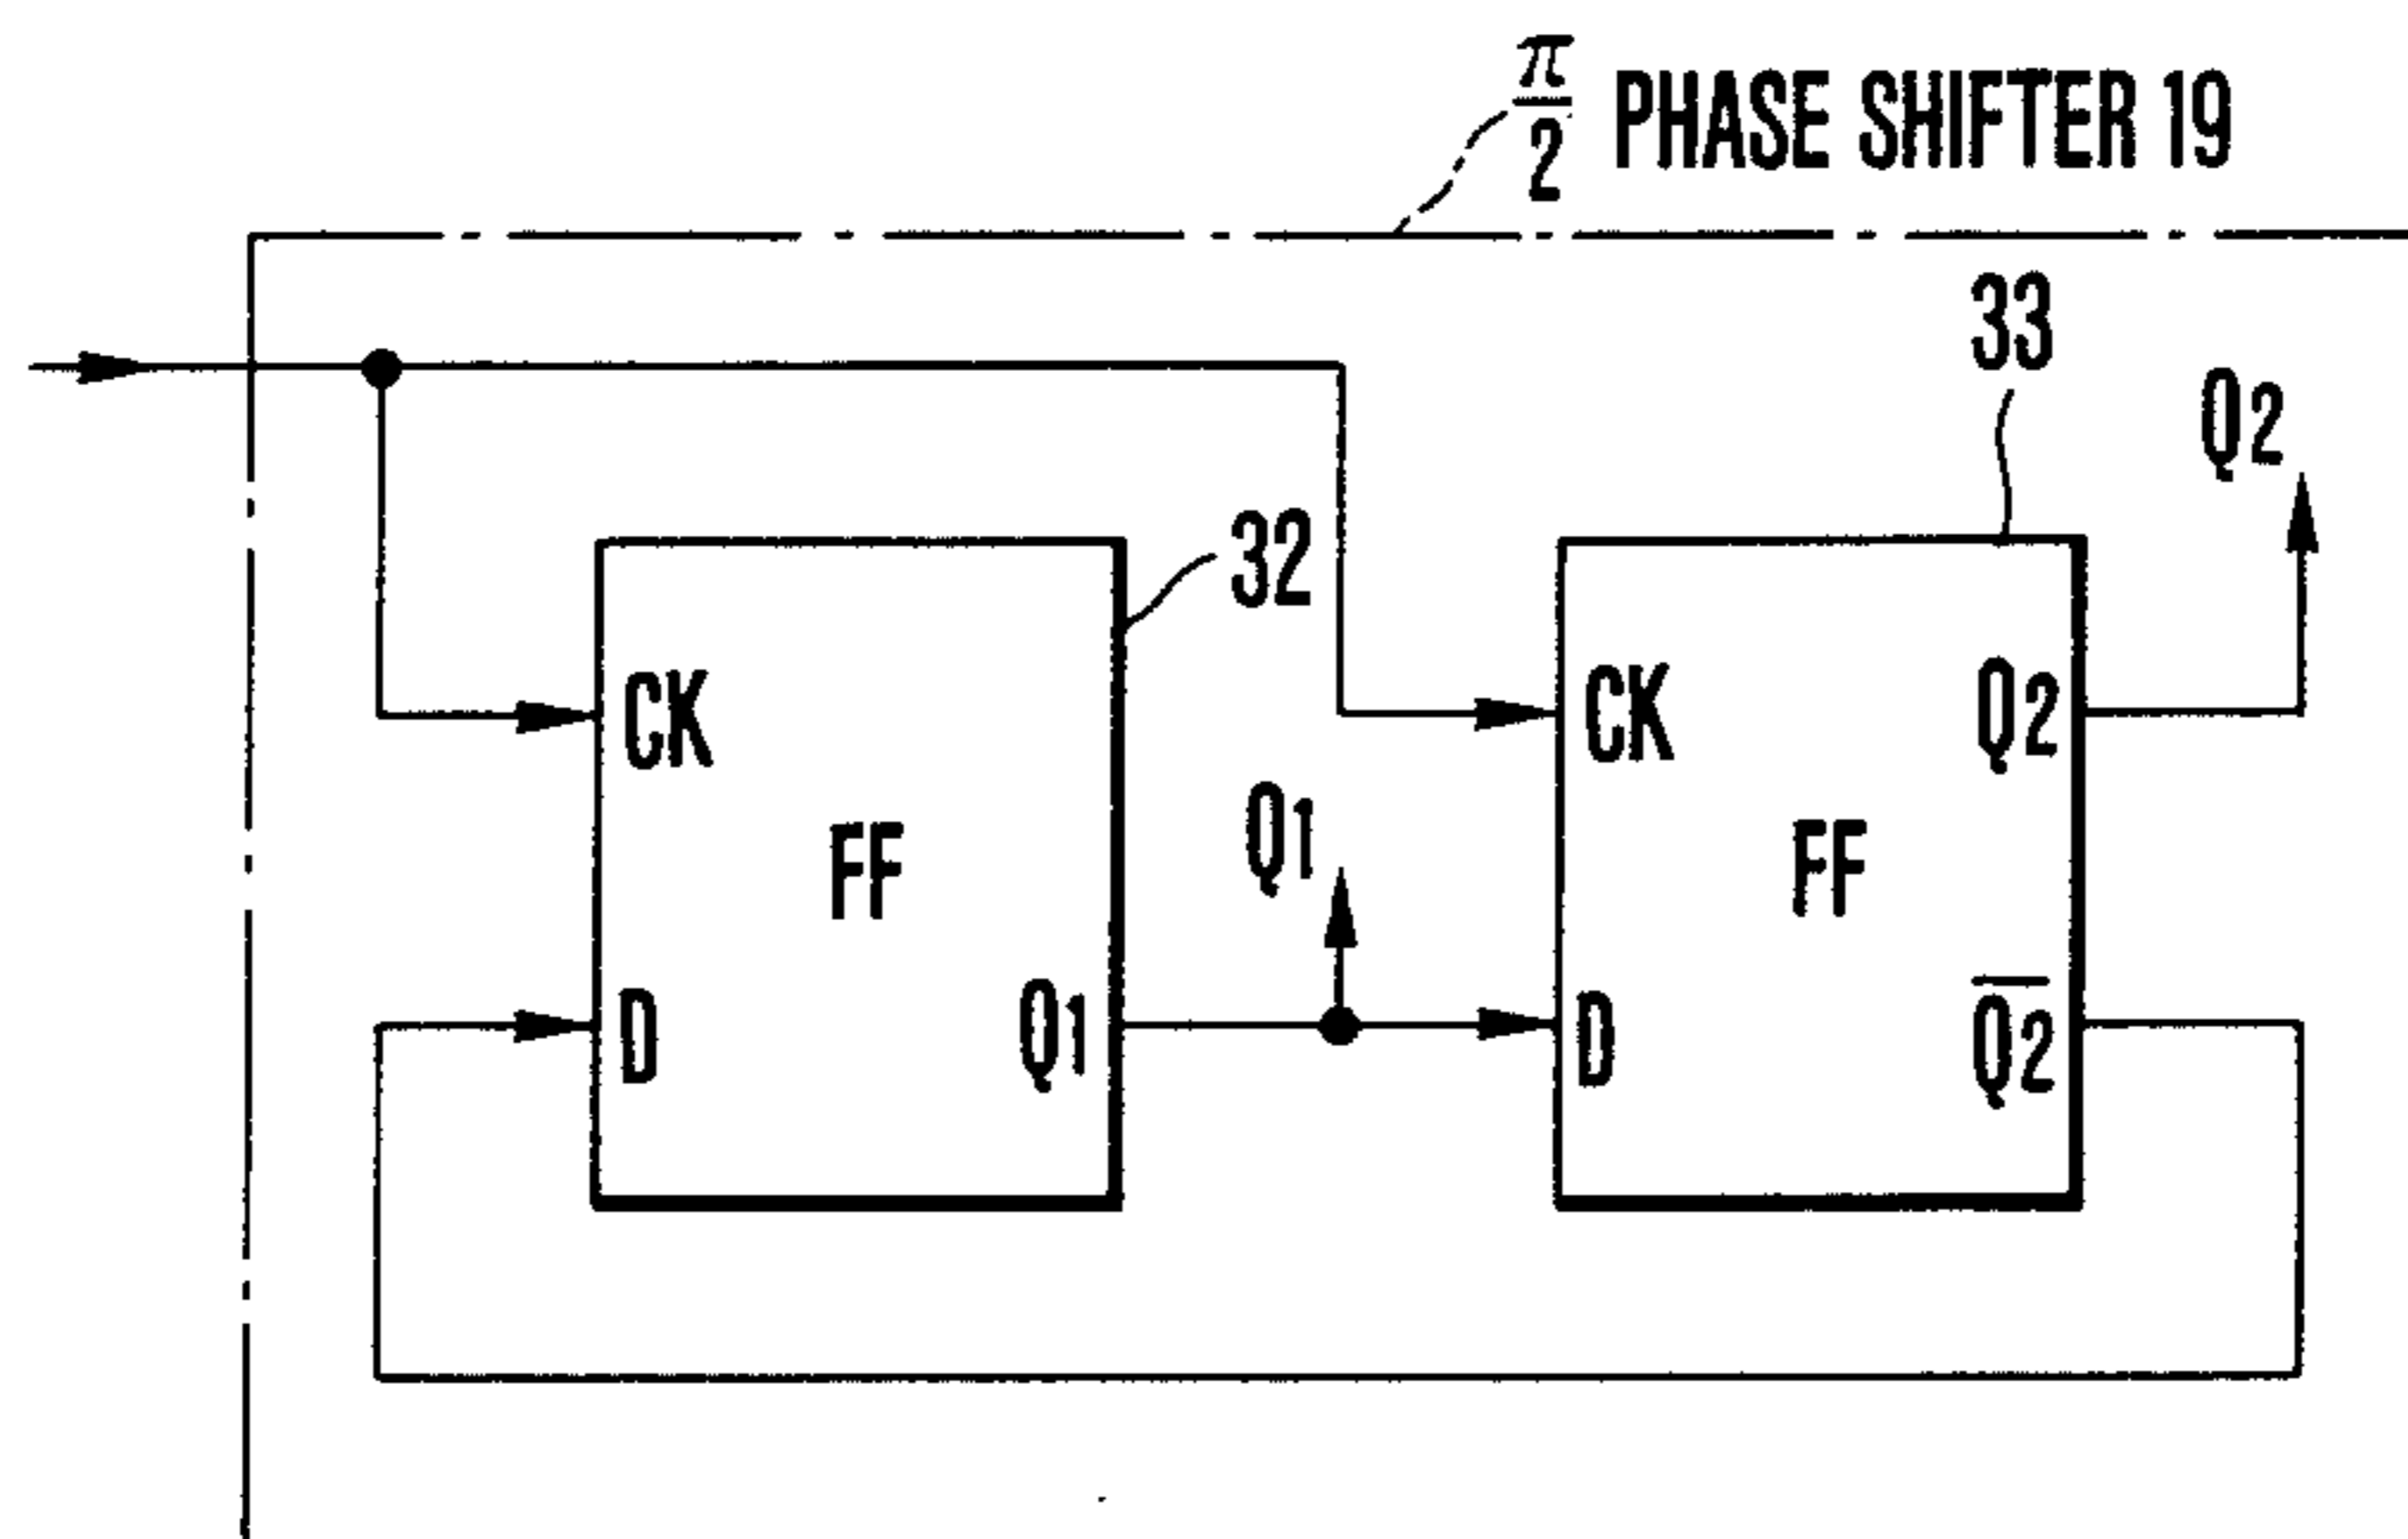 π/2 PHASE SHIFTER 19
33
Q2
32
CK
CK
Q2
Q1
FF
FF
D
Q1
D
Q̅2̅